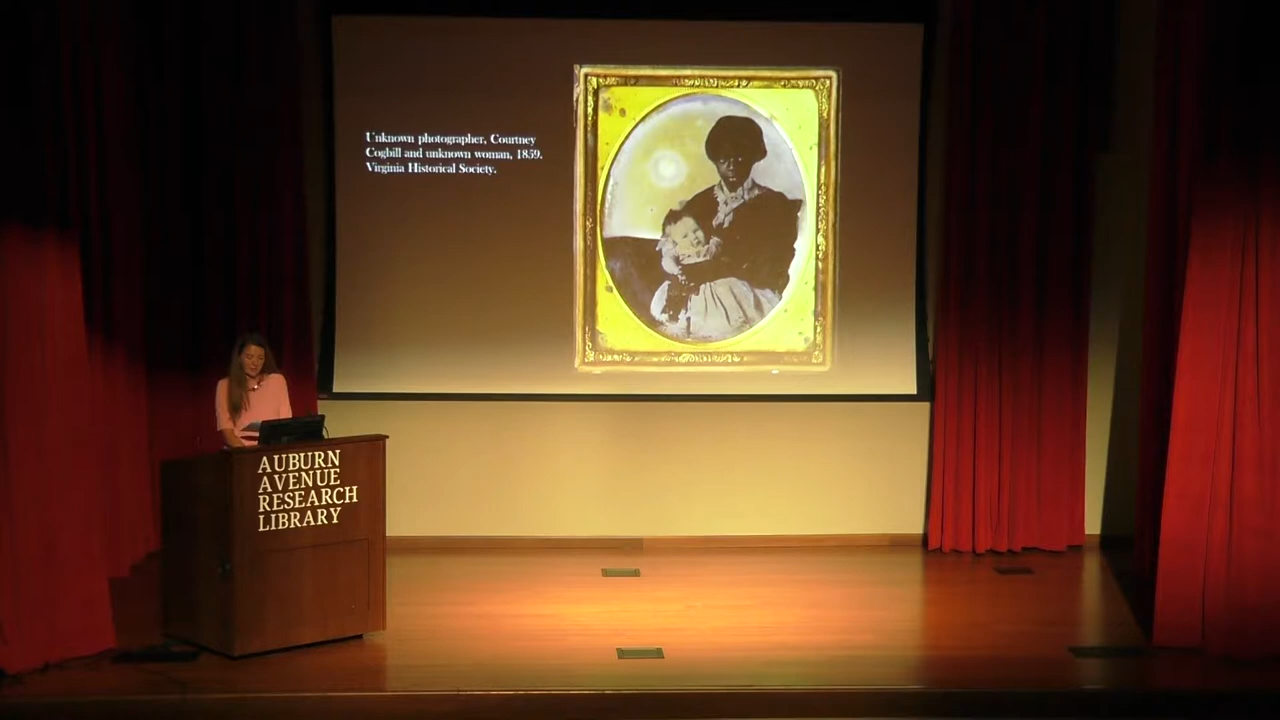 Unknown photographer, Courtney
Cogbill and unknown woman, 1859.
Virginia Historical Society.
AUBURN
AVENUE
RESEARCH
LIBRARY